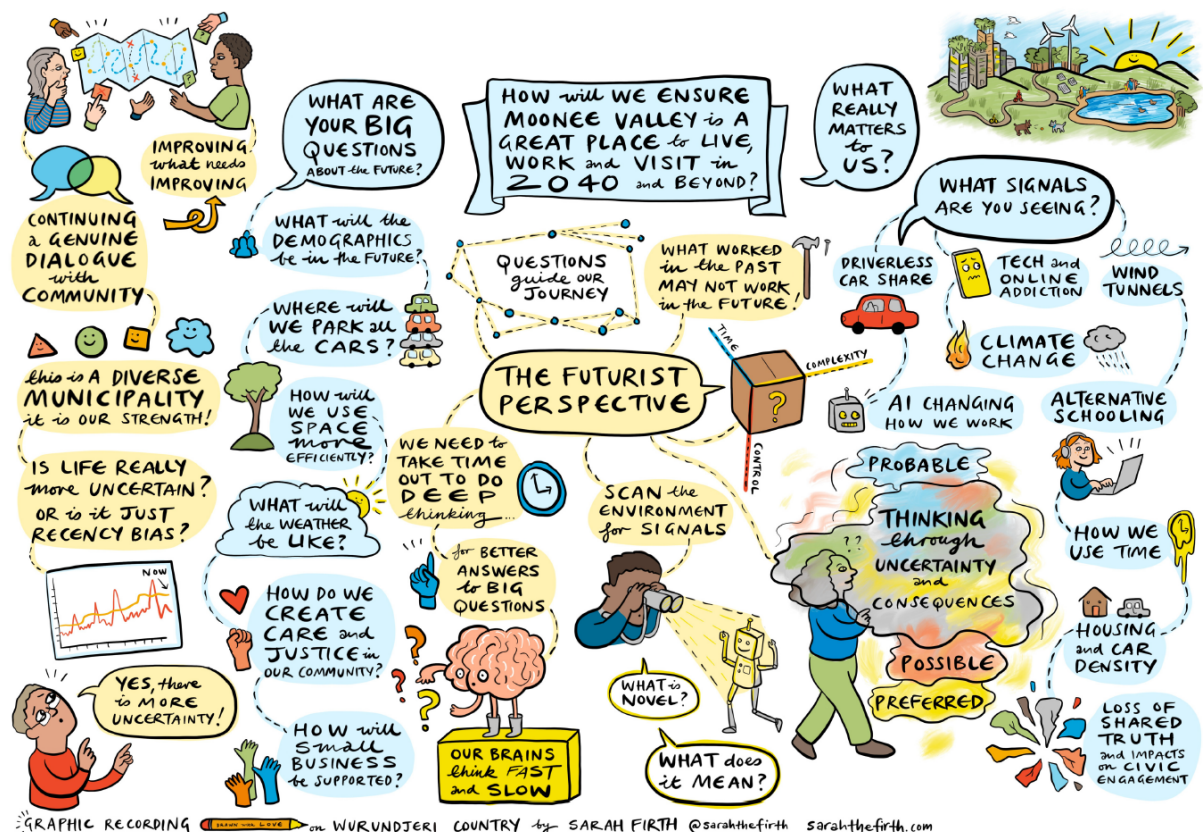 IMPROVING
what needs
IMPROVING
CONTINUING
a GENUINE
DIALOGUE
with
COMMUNITY
this is A DIVERSE
MUNICIPALITY
it is OUR STRENGTH!
IS LIFE REALLY
more UNCERTAIN?
OR is it JUST
RECENCY BIAS?
NOW
YES, there
is MORE
UNCERTAINTY!
WHAT ARE
YOUR BIG
QUESTIONS
ABOUT the FUTURE?
WHAT will the
DEMOGRAPHICS
be in the FUTURE?
WHERE will
WE PARK all
the CARS?
HOW will
WE USE
SPACE
more
EFFICIENTLY?
WHAT will
the WEATHER
be LIKE?
HOW DO WE
CREATE
CARE and
JUSTICE in
OUR COMMUNITY?
HOW will
SMALL
BUSINESS
be SUPPORTED?
HOW will WE ENSURE
MOONEE VALLEY is A
GREAT PLACE to LIVE,
WORK and VISIT in
2040 and BEYOND?
QUESTIONS
guide OUR
JOURNEY
WHAT WORKED
in the PAST
MAY NOT WORK
in the FUTURE!
THE FUTURIST
PERSPECTIVE
TIME
COMPLEXITY
?
CONTROL
WE NEED to
TAKE TIME
OUT TO DO
DEEP
thinking...
for BETTER
ANSWERS
to BIG
QUESTIONS
? ? ?
OUR BRAINS
think FAST
and SLOW
SCAN the
ENVIRONMENT
for SIGNALS
WHAT is
NOVEL?
WHAT does
it MEAN?
WHAT
REALLY
MATTERS
to
US?
WHAT SIGNALS
ARE YOU SEEING?
DRIVERLESS
CAR SHARE
TECH and
ONLINE
ADDICTION
WIND
TUNNELS
CLIMATE
CHANGE
AI CHANGING
HOW WE WORK
ALTERNATIVE
SCHOOLING
HOW WE
USE TIME
HOUSING
and CAR
DENSITY
LOSS OF
SHARED
TRUTH
and IMPACTS
on CIVIC
ENGAGEMENT
PROBABLE
THINKING
through
UNCERTAINTY
and
CONSEQUENCES
? ?
POSSIBLE
PREFERRED
GRAPHIC RECORDING DRAWN with LOVE on WURUNDJERI COUNTRY by SARAH FIRTH @sarahthefirth sarahthefirth.com